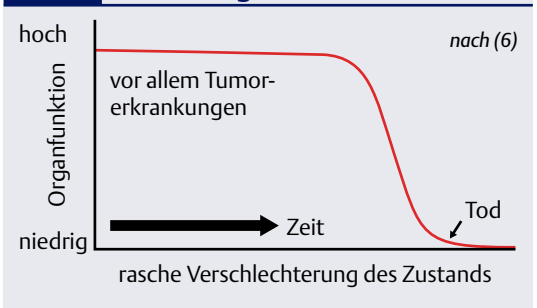 hoch
nach (6)
Organfunktion
vor allem Tumor-
erkrankungen
Zeit
Tod
niedrig
rasche Verschlechterung des Zustands